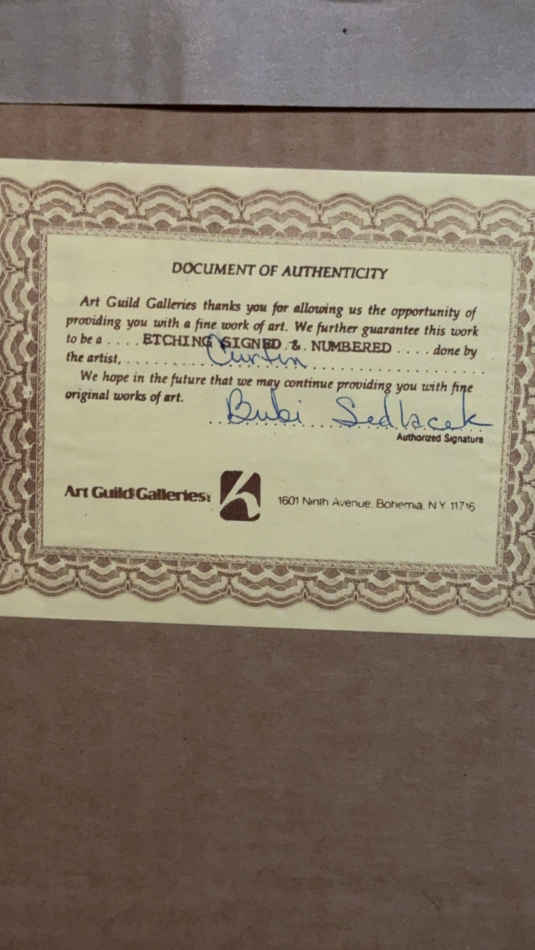 DOCUMENT OF AUTHENTICITY
Art Guild Galleries thanks you for allowing us the opportunity of
providing you with a fine work of art. We further guarantee this work
to be a .... ETCHING SIGNED & NUMBERED .... done by
the artist, .......... Curtin ....................
We hope in the future that we may continue providing you with fine
original works of art.
Bubi Sedlacek
Authorized Signature
Art Guild Galleries 1601 Ninth Avenue, Bohemia, N.Y. 11716